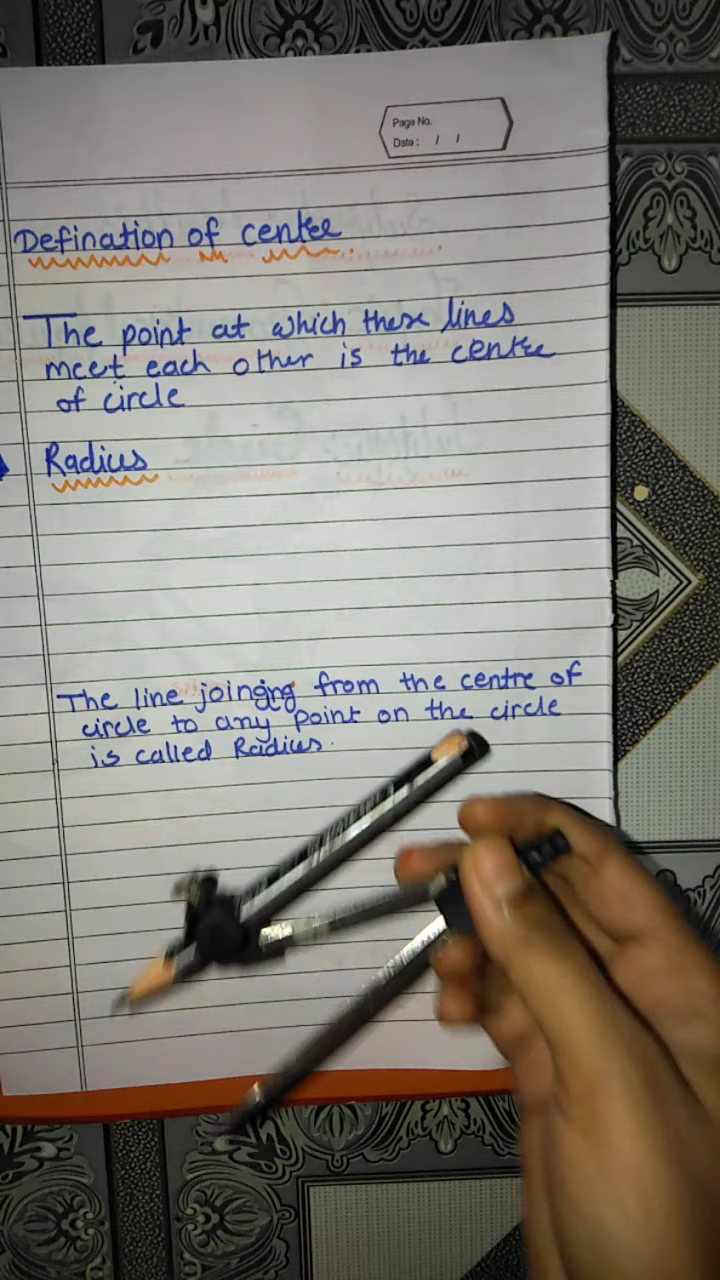 Page No.
Date: / /
Defination of centre.
The point at which these lines
meet each other is the centre
of circle
Radius
The line joinging from the centre of
circle to any point on the circle
is called Radius.